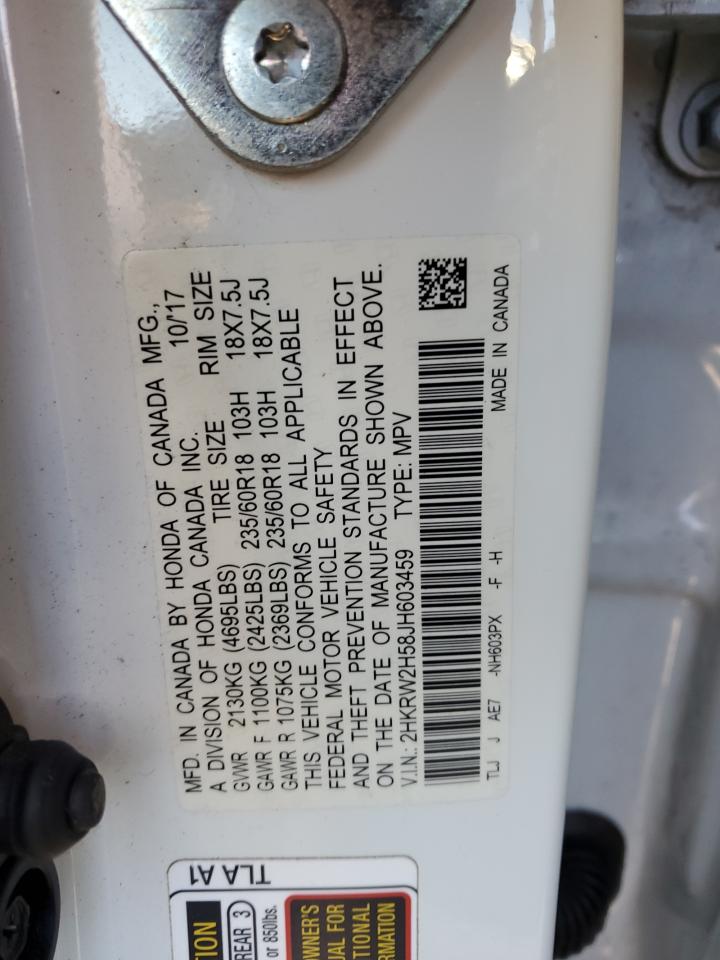 MFD. IN CANADA BY HONDA OF CANADA MFG.,
A DIVISION OF HONDA CANADA INC. 10/'17
GVWR 2130KG (4695LBS) TIRE SIZE RIM SIZE
GAWR F 1100KG (2425LBS) 235/60R18 103H 18X7.5J
GAWR R 1075KG (2369LBS) 235/60R18 103H 18X7.5J
THIS VEHICLE CONFORMS TO ALL APPLICABLE
FEDERAL MOTOR VEHICLE SAFETY
AND THEFT PREVENTION STANDARDS IN EFFECT
ON THE DATE OF MANUFACTURE SHOWN ABOVE.
V.I.N.: 2HKRW2H58JH603459 TYPE: MPV
TLJ J AE7 -NH603PX -F -H MADE IN CANADA
TLA A1
REAR 3
or 850lbs.